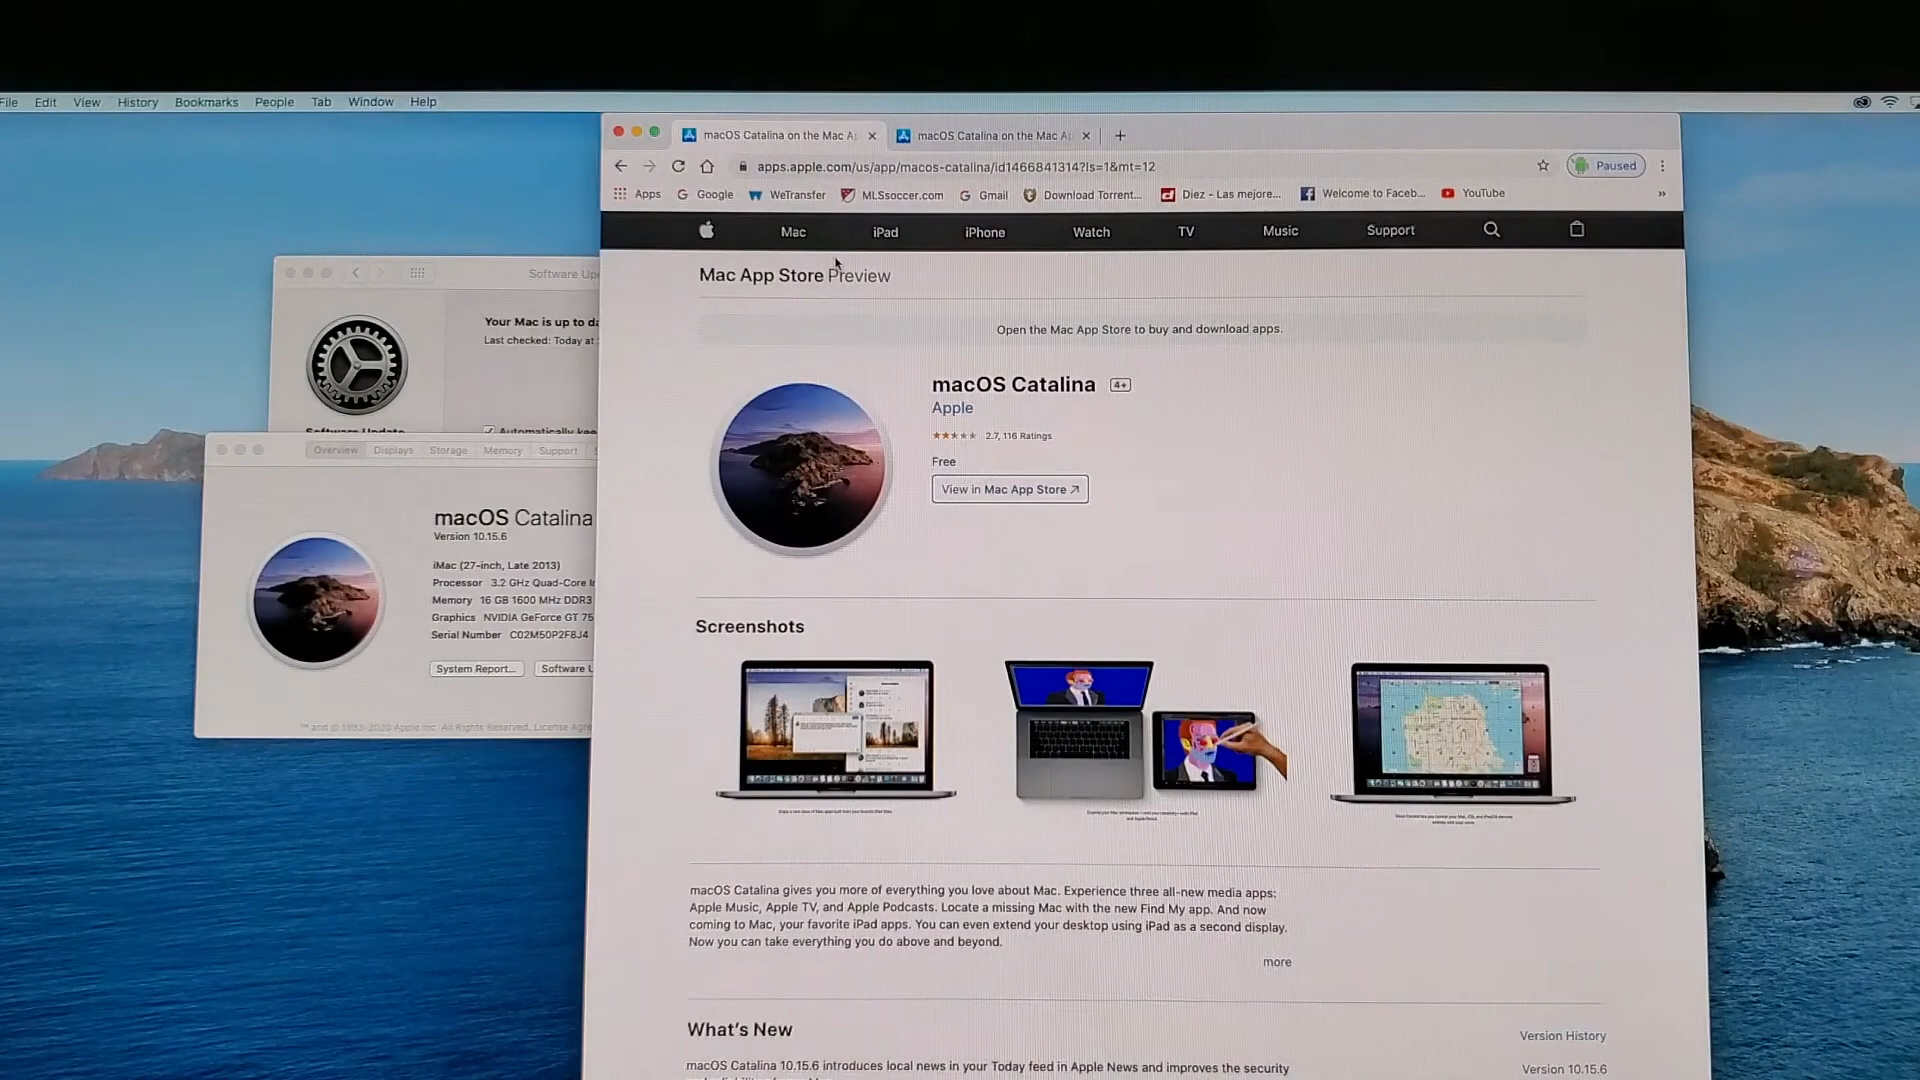 File Edit View History Bookmarks People Tab Window Help
macOS Catalina on the Mac Ap
macOS Catalina on the Mac Ap
apps.apple.com/us/app/macos-catalina/id1466841314?ls=1&mt=12
Paused
Apps Google WeTransfer MLSsoccer.com Gmail Download Torrent... Diez - Las mejore... Welcome to Faceb... YouTube »
Mac iPad iPhone Watch TV Music Support
Mac App Store Preview
Open the Mac App Store to buy and download apps.
macOS Catalina 4+
Apple
2.7, 116 Ratings
Free
View in Mac App Store ↗
Screenshots
macOS Catalina gives you more of everything you love about Mac. Experience three all-new media apps:
Apple Music, Apple TV, and Apple Podcasts. Locate a missing Mac with the new Find My app. And now
coming to Mac, your favorite iPad apps. You can even extend your desktop using iPad as a second display.
Now you can take everything you do above and beyond.
more
What's New
Version History
macOS Catalina 10.15.6 introduces local news in your Today feed in Apple News and improves the security
Version 10.15.6
Software Up
Your Mac is up to da
Last checked: Today at
Software Update
Automatically kee
Overview Displays Storage Memory Support
macOS Catalina
Version 10.15.6
iMac (27-inch, Late 2013)
Processor 3.2 GHz Quad-Core In
Memory 16 GB 1600 MHz DDR3
Graphics NVIDIA GeForce GT 75
Serial Number C02M50P2F8J4
System Report...
Software U
™ and © 1983-2020 Apple Inc. All Rights Reserved. License Agre